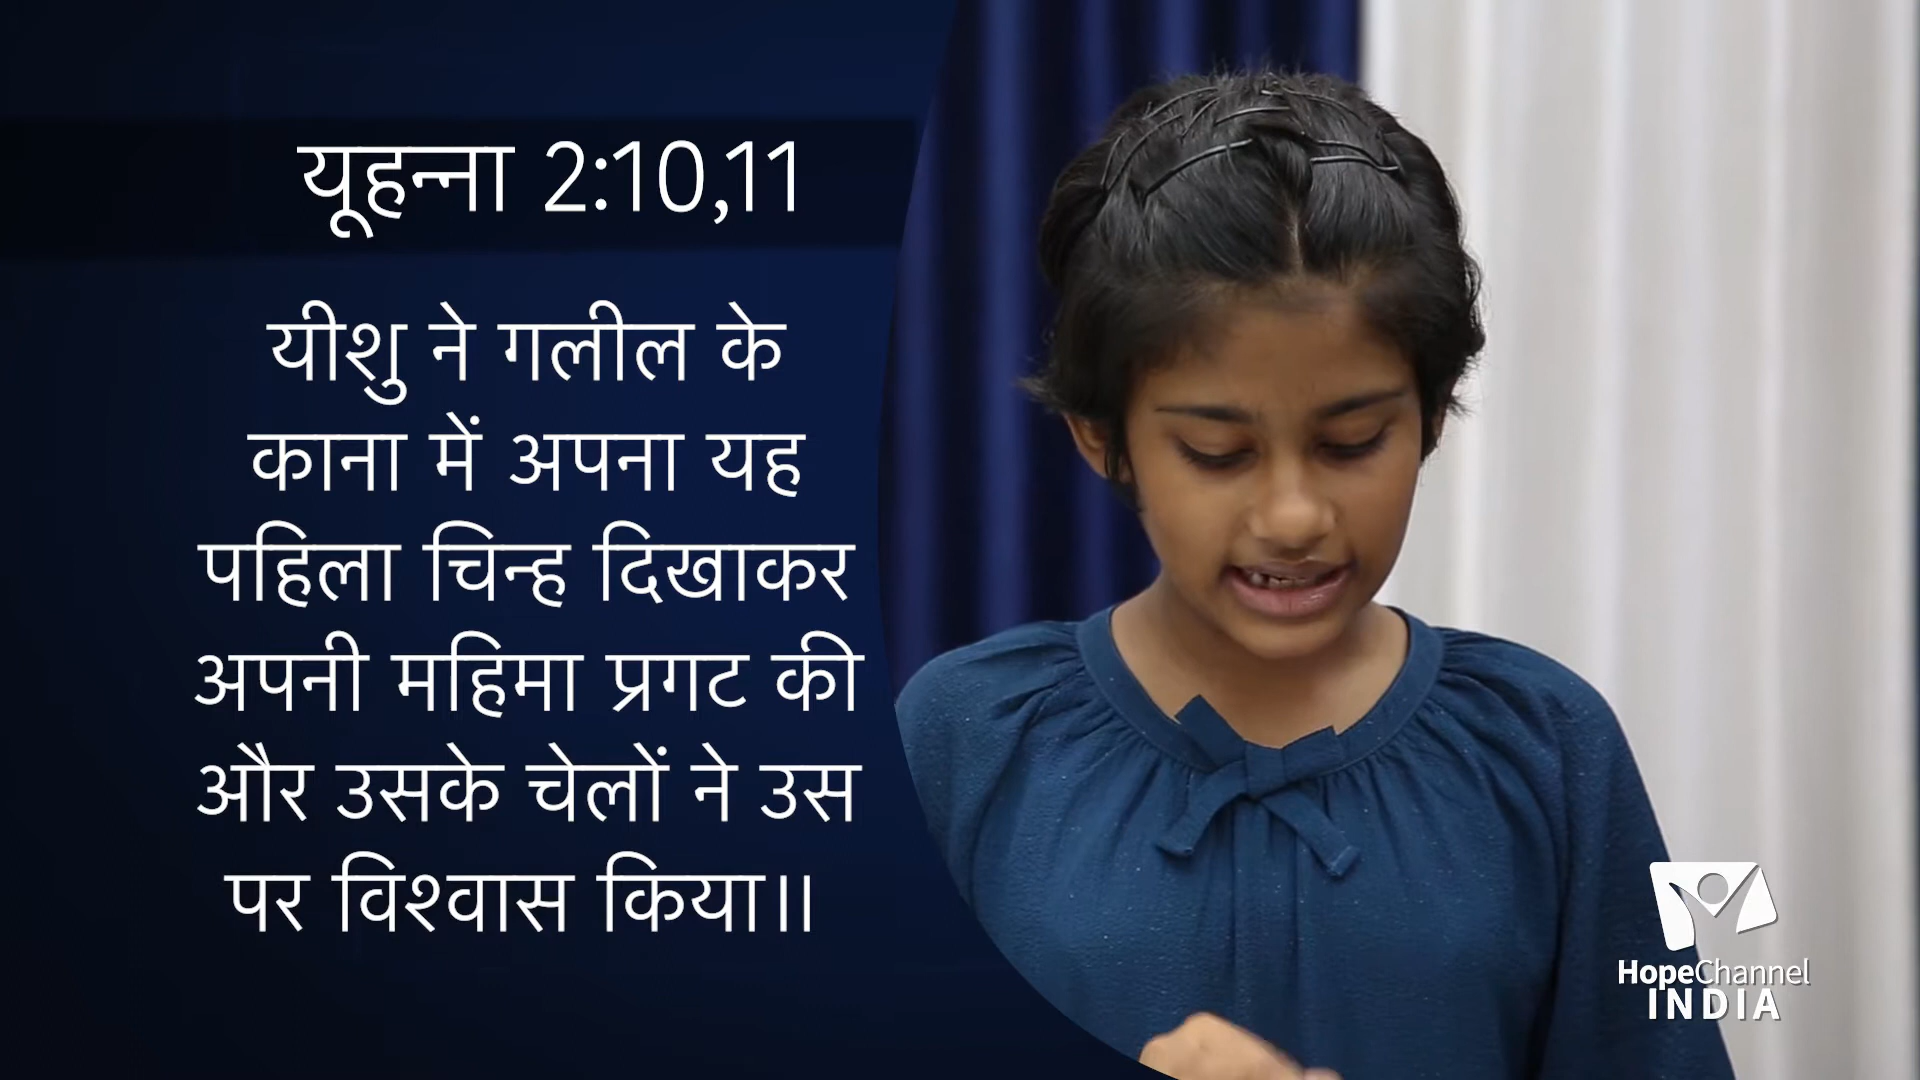 यूहन्ना 2:10,11
यीशु ने गलील के
काना में अपना यह
पहिला चिन्ह दिखाकर
अपनी महिमा प्रगट की
और उसके चेलों ने उस
पर विश्वास किया॥
HopeChannel
INDIA